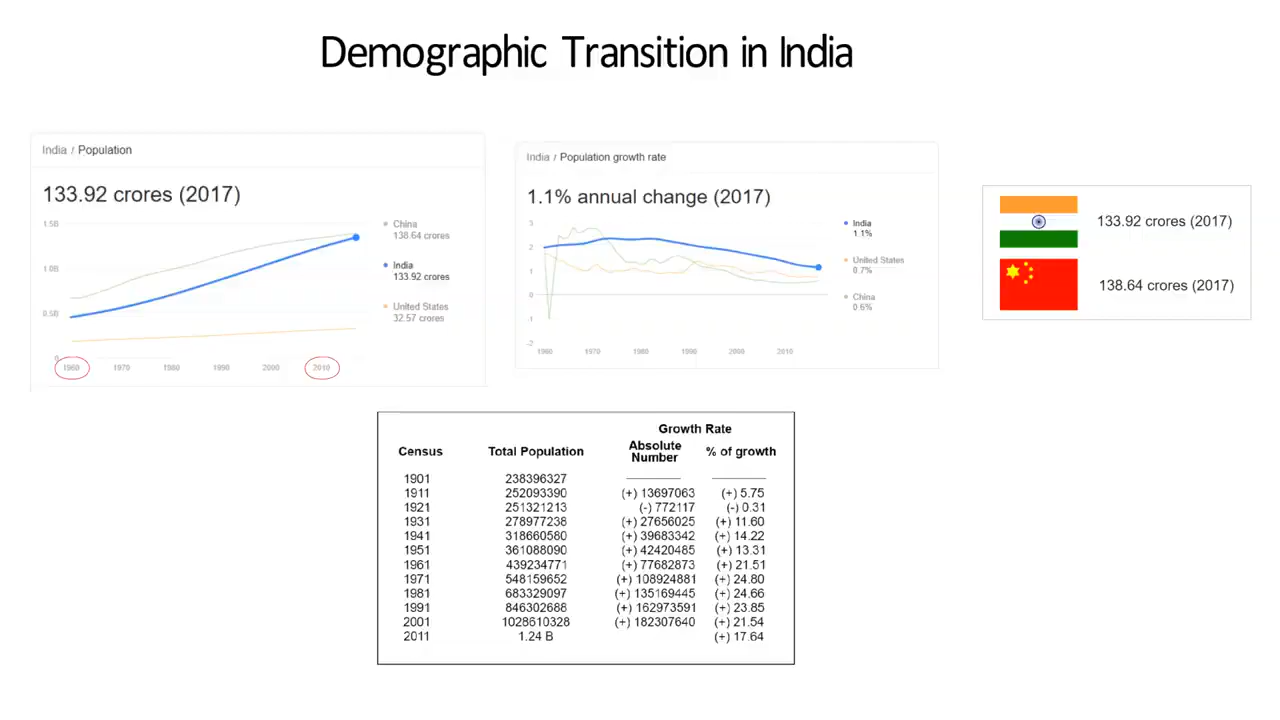 Demographic Transition in India
India / Population
133.92 crores (2017)
1.5B
1.0B
0.5B
0
1960 1970 1980 1990 2000 2010
China
138.64 crores
India
133.92 crores
United States
32.57 crores
India / Population growth rate
1.1% annual change (2017)
3
2
1
0
-1
-2
1960 1970 1980 1990 2000 2010
India
1.1%
United States
0.7%
China
0.6%
133.92 crores (2017)
138.64 crores (2017)
Growth Rate
Census Total Population Absolute Number % of growth
1901 238396327
1911 252093390 (+) 13697063 (+) 5.75
1921 251321213 (-) 772117 (-) 0.31
1931 278977238 (+) 27656025 (+) 11.60
1941 318660580 (+) 39683342 (+) 14.22
1951 361088090 (+) 42420485 (+) 13.31
1961 439234771 (+) 77682873 (+) 21.51
1971 548159652 (+) 108924881 (+) 24.80
1981 683329097 (+) 135169445 (+) 24.66
1991 846302688 (+) 162973591 (+) 23.85
2001 1028610328 (+) 182307640 (+) 21.54
2011 1.24 B (+) 17.64